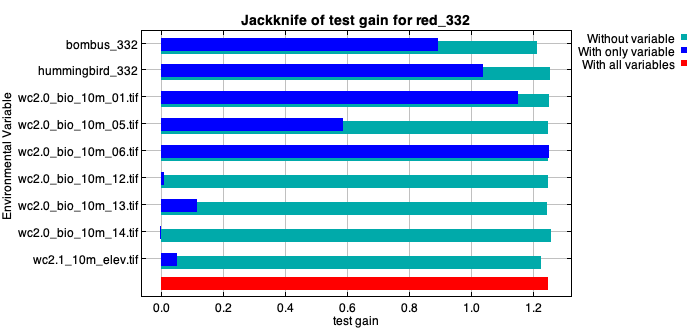 Jackknife of test gain for red_332
Without variable
With only variable
With all variables
Environmental Variable
bombus_332
hummingbird_332
wc2.0_bio_10m_01.tif
wc2.0_bio_10m_05.tif
wc2.0_bio_10m_06.tif
wc2.0_bio_10m_12.tif
wc2.0_bio_10m_13.tif
wc2.0_bio_10m_14.tif
wc2.1_10m_elev.tif
0.0 0.2 0.4 0.6 0.8 1.0 1.2
test gain